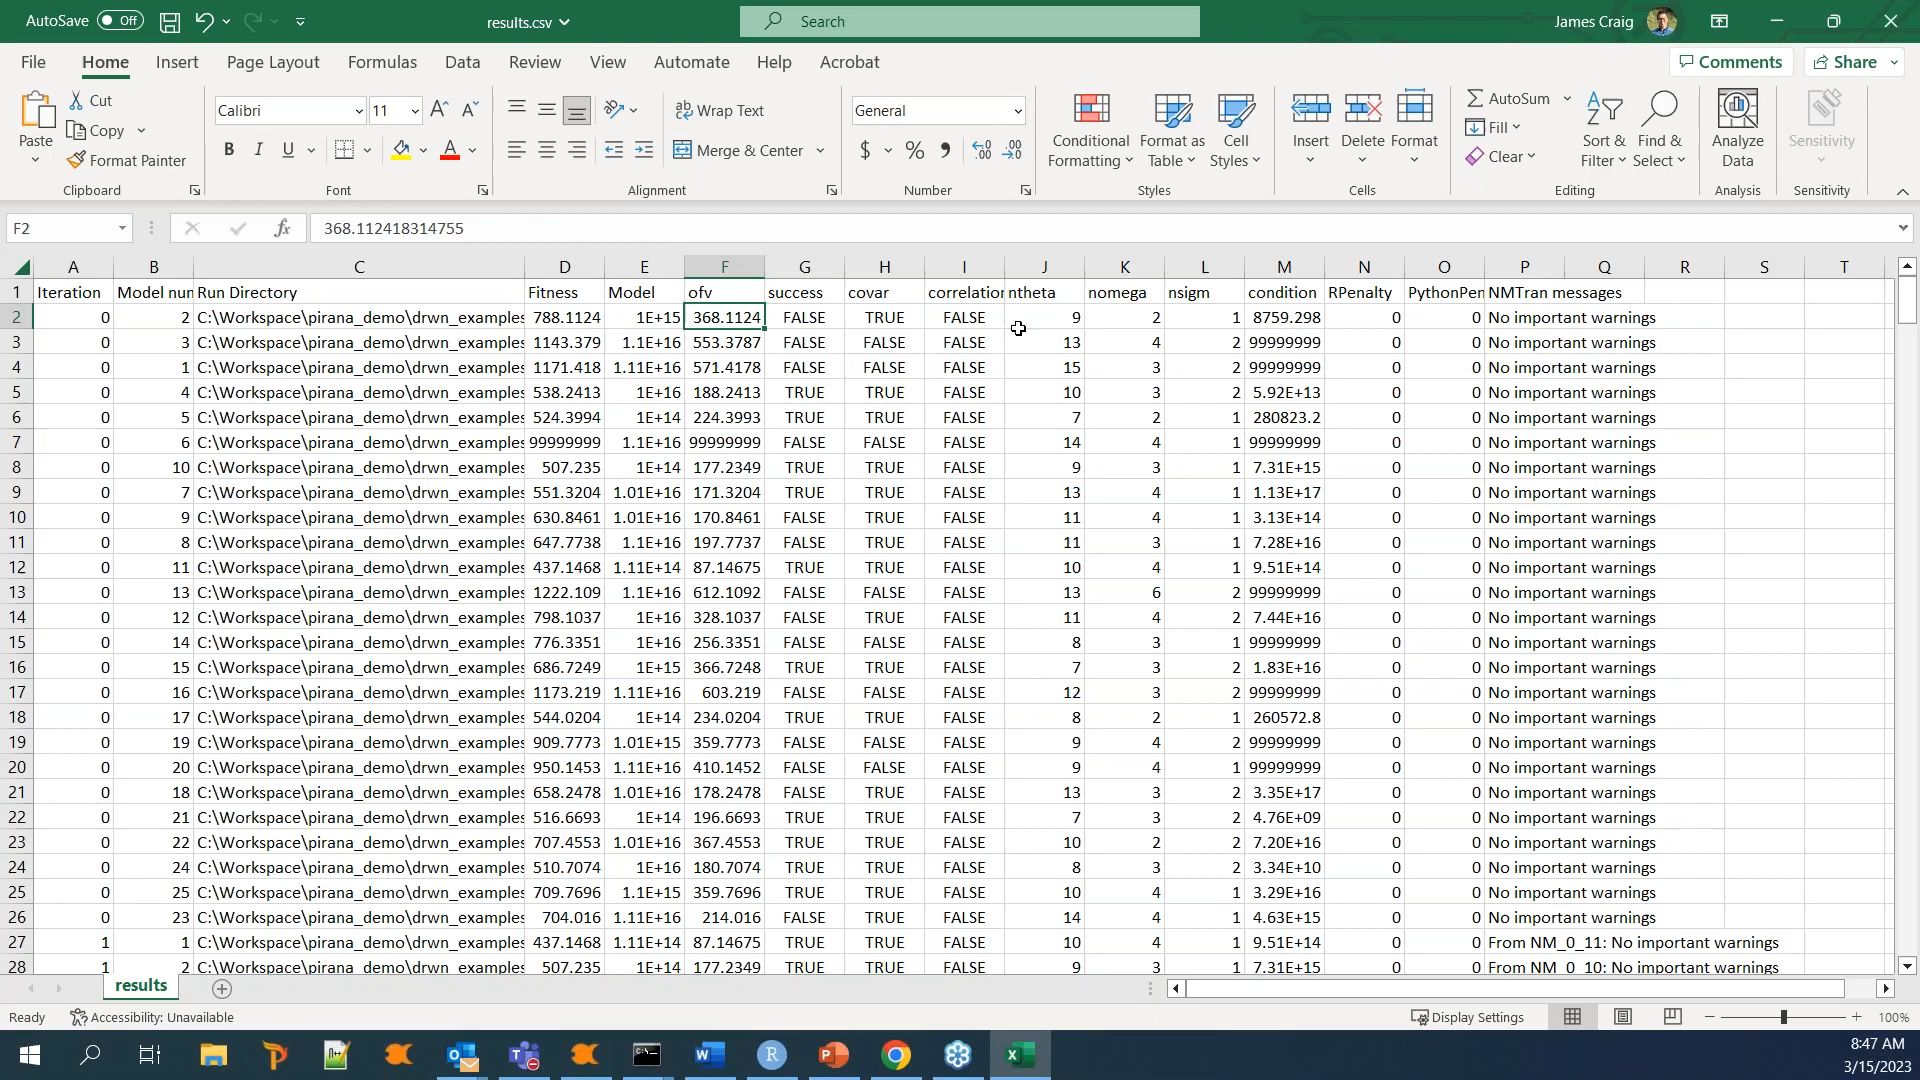 AutoSave Off results.csv Search James Craig
File Home Insert Page Layout Formulas Data Review View Automate Help Acrobat Comments Share
Paste Cut Copy Format Painter Clipboard
Calibri 11 B I U Font
Wrap Text Merge & Center Alignment
General $ % Number
Conditional Formatting Format as Table Cell Styles Styles
Insert Delete Format Cells
AutoSum Fill Clear Sort & Filter Find & Select Editing
Analyze Data Analysis
Sensitivity Sensitivity
F2 fx 368.112418314755
A B C D E F G H I J K L M N O P Q R S T
1 Iteration Model nun Run Directory Fitness Model ofv success covar correlation ntheta nomega nsigm condition RPenalty PythonPen NMTran messages
2 0 2 C:\Workspace\pirana_demo\drwn_examples 788.1124 1E+15 368.1124 FALSE TRUE FALSE 9 2 1 8759.298 0 0 No important warnings
3 0 3 C:\Workspace\pirana_demo\drwn_examples 1143.379 1.1E+16 553.3787 FALSE FALSE FALSE 13 4 2 99999999 0 0 No important warnings
4 0 1 C:\Workspace\pirana_demo\drwn_examples 1171.418 1.11E+16 571.4178 FALSE FALSE FALSE 15 3 2 99999999 0 0 No important warnings
5 0 4 C:\Workspace\pirana_demo\drwn_examples 538.2413 1E+16 188.2413 TRUE TRUE FALSE 10 3 2 5.92E+13 0 0 No important warnings
6 0 5 C:\Workspace\pirana_demo\drwn_examples 524.3994 1E+14 224.3993 TRUE TRUE FALSE 7 2 1 280823.2 0 0 No important warnings
7 0 6 C:\Workspace\pirana_demo\drwn_examples 99999999 1.1E+16 99999999 FALSE FALSE FALSE 14 4 1 99999999 0 0 No important warnings
8 0 10 C:\Workspace\pirana_demo\drwn_examples 507.235 1E+14 177.2349 TRUE TRUE FALSE 9 3 1 7.31E+15 0 0 No important warnings
9 0 7 C:\Workspace\pirana_demo\drwn_examples 551.3204 1.01E+16 171.3204 TRUE TRUE FALSE 13 4 1 1.13E+17 0 0 No important warnings
10 0 9 C:\Workspace\pirana_demo\drwn_examples 630.8461 1.01E+16 170.8461 FALSE TRUE FALSE 11 4 1 3.13E+14 0 0 No important warnings
11 0 8 C:\Workspace\pirana_demo\drwn_examples 647.7738 1.1E+16 197.7737 FALSE TRUE FALSE 11 3 1 7.28E+16 0 0 No important warnings
12 0 11 C:\Workspace\pirana_demo\drwn_examples 437.1468 1.11E+14 87.14675 TRUE TRUE FALSE 10 4 1 9.51E+14 0 0 No important warnings
13 0 13 C:\Workspace\pirana_demo\drwn_examples 1222.109 1.1E+16 612.1092 FALSE FALSE FALSE 13 6 2 99999999 0 0 No important warnings
14 0 12 C:\Workspace\pirana_demo\drwn_examples 798.1037 1E+16 328.1037 FALSE TRUE FALSE 11 4 2 7.44E+16 0 0 No important warnings
15 0 14 C:\Workspace\pirana_demo\drwn_examples 776.3351 1E+16 256.3351 FALSE FALSE FALSE 8 3 1 99999999 0 0 No important warnings
16 0 15 C:\Workspace\pirana_demo\drwn_examples 686.7249 1E+15 366.7248 TRUE TRUE FALSE 7 3 2 1.83E+16 0 0 No important warnings
17 0 16 C:\Workspace\pirana_demo\drwn_examples 1173.219 1.11E+16 603.219 FALSE FALSE FALSE 12 3 2 99999999 0 0 No important warnings
18 0 17 C:\Workspace\pirana_demo\drwn_examples 544.0204 1E+14 234.0204 TRUE TRUE FALSE 8 2 1 260572.8 0 0 No important warnings
19 0 19 C:\Workspace\pirana_demo\drwn_examples 909.7773 1.01E+15 359.7773 FALSE FALSE FALSE 9 4 2 99999999 0 0 No important warnings
20 0 20 C:\Workspace\pirana_demo\drwn_examples 950.1453 1.11E+16 410.1452 FALSE FALSE FALSE 9 4 1 99999999 0 0 No important warnings
21 0 18 C:\Workspace\pirana_demo\drwn_examples 658.2478 1.01E+16 178.2478 FALSE TRUE FALSE 13 3 2 3.35E+17 0 0 No important warnings
22 0 21 C:\Workspace\pirana_demo\drwn_examples 516.6693 1E+14 196.6693 TRUE TRUE FALSE 7 3 2 4.76E+09 0 0 No important warnings
23 0 22 C:\Workspace\pirana_demo\drwn_examples 707.4553 1.01E+16 367.4553 TRUE TRUE FALSE 10 2 2 7.20E+16 0 0 No important warnings
24 0 24 C:\Workspace\pirana_demo\drwn_examples 510.7074 1E+16 180.7074 TRUE TRUE FALSE 8 3 2 3.34E+10 0 0 No important warnings
25 0 25 C:\Workspace\pirana_demo\drwn_examples 709.7696 1.1E+15 359.7696 TRUE TRUE FALSE 10 4 1 3.29E+16 0 0 No important warnings
26 0 23 C:\Workspace\pirana_demo\drwn_examples 704.016 1.11E+16 214.016 FALSE TRUE FALSE 14 4 1 4.63E+15 0 0 No important warnings
27 1 1 C:\Workspace\pirana_demo\drwn_examples 437.1468 1.11E+14 87.14675 TRUE TRUE FALSE 10 4 1 9.51E+14 0 0 From NM_0_11: No important warnings
28 1 2 C:\Workspace\pirana_demo\drwn_examples 507.235 1E+14 177.2349 TRUE TRUE FALSE 9 3 1 7.31E+15 0 0 From NM_0_10: No important warnings
results
Ready Accessibility: Unavailable Display Settings 100%
8:47 AM
3/15/2023